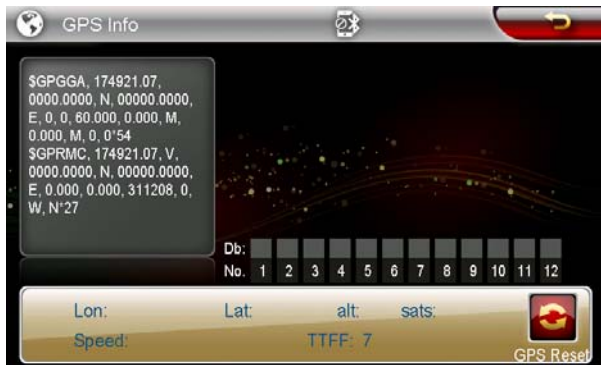 GPS Info
$GPGGA, 174921.07,
0000.0000, N, 00000.0000,
E, 0, 0, 60.000, 0.000, M,
0.000, M, 0, 0*54
$GPRMC, 174921.07, V,
0000.0000, N, 00000.0000,
E, 0.000, 0.000, 311208, 0,
W, N*27
Db:
No. 1 2 3 4 5 6 7 8 9 10 11 12
Lon: Lat: alt: sats:
Speed: TTFF: 7
GPS Reset